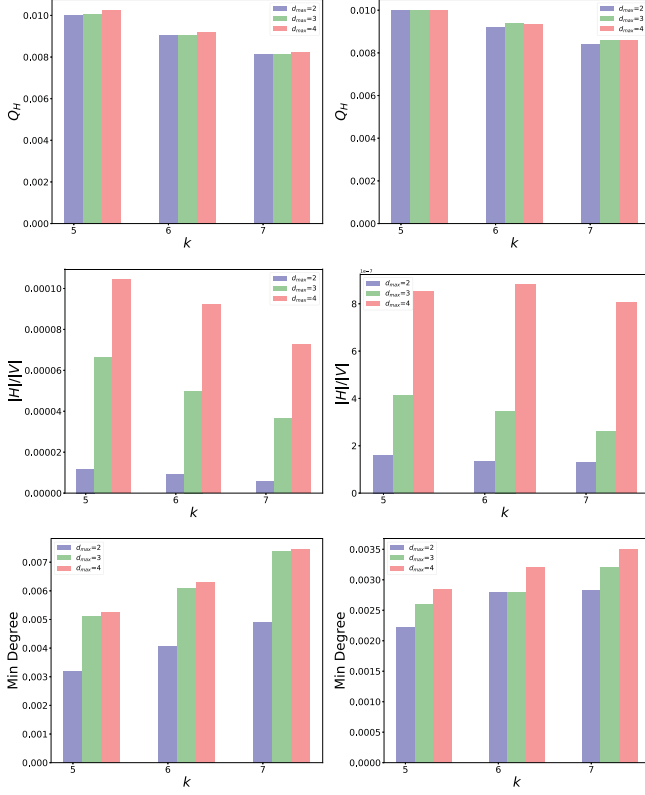 0.010
0.008
0.006
0.004
0.002
0.000
Q_H
d_max=2
d_max=3
d_max=4
5 6 7
k
0.010
0.008
0.006
0.004
0.002
0.000
Q_H
d_max=2
d_max=3
d_max=4
5 6 7
k
0.00010
0.00008
0.00006
0.00004
0.00002
0.00000
|H|/|V|
d_max=2
d_max=3
d_max=4
5 6 7
k
1e-7
8
6
4
2
0
|H|/|V|
d_max=2
d_max=3
d_max=4
5 6 7
k
0.007
0.006
0.005
0.004
0.003
0.002
0.001
0.000
Min Degree
d_max=2
d_max=3
d_max=4
5 6 7
k
0.0035
0.0030
0.0025
0.0020
0.0015
0.0010
0.0005
0.0000
Min Degree
d_max=2
d_max=3
d_max=4
5 6 7
k